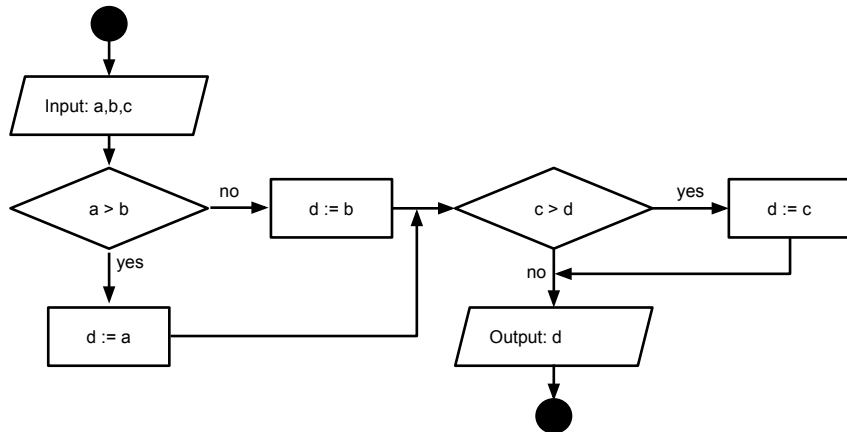 Input: a,b,c
a > b
no
d := b
yes
d := a
c > d
yes
d := c
no
Output: d